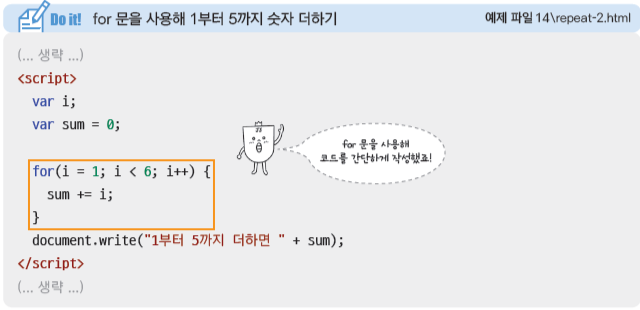 Do it! for 문을 사용해 1부터 5까지 숫자 더하기 예제 파일 14\repeat-2.html
(... 생략 ...)
<script>
var i;
var sum = 0;
for 문을 사용해
코드를 간단하게 작성했죠!
for(i = 1; i < 6; i++) {
sum += i;
}
document.write("1부터 5까지 더하면 " + sum);
</script>
(... 생략 ...)